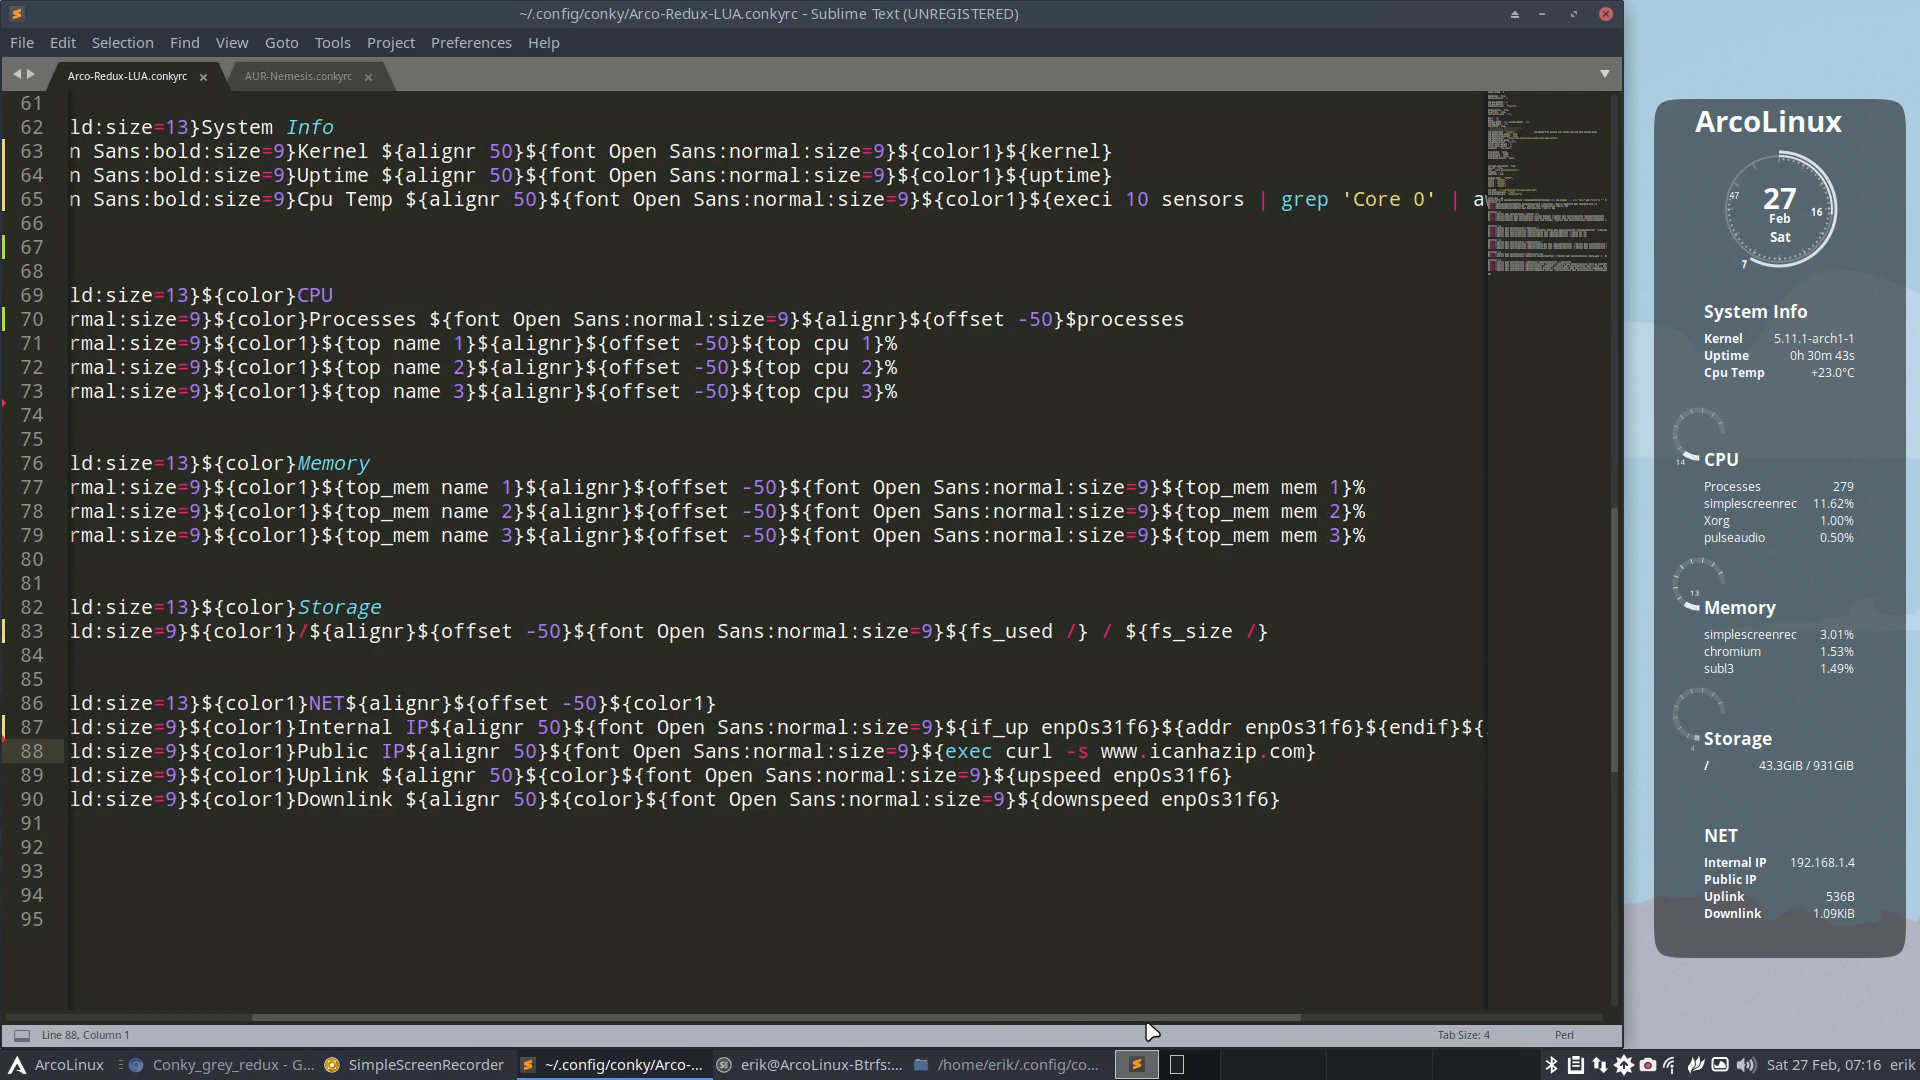 ~/.config/conky/Arco-Redux-LUA.conkyrc - Sublime Text (UNREGISTERED)
File Edit Selection Find View Goto Tools Project Preferences Help
Arco-Redux-LUA.conkyrc × AUR-Nemesis.conkyrc ×
61
62 ld:size=13}System Info
63 n Sans:bold:size=9}Kernel ${alignr 50}${font Open Sans:normal:size=9}${color1}${kernel}
64 n Sans:bold:size=9}Uptime ${alignr 50}${font Open Sans:normal:size=9}${color1}${uptime}
65 n Sans:bold:size=9}Cpu Temp ${alignr 50}${font Open Sans:normal:size=9}${color1}${execi 10 sensors | grep 'Core 0' | a
66
67
68
69 ld:size=13}${color}CPU
70 rmal:size=9}${color}Processes ${font Open Sans:normal:size=9}${alignr}${offset -50}$processes
71 rmal:size=9}${color1}${top name 1}${alignr}${offset -50}${top cpu 1}%
72 rmal:size=9}${color1}${top name 2}${alignr}${offset -50}${top cpu 2}%
73 rmal:size=9}${color1}${top name 3}${alignr}${offset -50}${top cpu 3}%
74
75
76 ld:size=13}${color}Memory
77 rmal:size=9}${color1}${top_mem name 1}${alignr}${offset -50}${font Open Sans:normal:size=9}${top_mem mem 1}%
78 rmal:size=9}${color1}${top_mem name 2}${alignr}${offset -50}${font Open Sans:normal:size=9}${top_mem mem 2}%
79 rmal:size=9}${color1}${top_mem name 3}${alignr}${offset -50}${font Open Sans:normal:size=9}${top_mem mem 3}%
80
81
82 ld:size=13}${color}Storage
83 ld:size=9}${color1}/${alignr}${offset -50}${font Open Sans:normal:size=9}${fs_used /} / ${fs_size /}
84
85
86 ld:size=13}${color1}NET${alignr}${offset -50}${color1}
87 ld:size=9}${color1}Internal IP${alignr 50}${font Open Sans:normal:size=9}${if_up enp0s31f6}${addr enp0s31f6}${endif}${
88 ld:size=9}${color1}Public IP${alignr 50}${font Open Sans:normal:size=9}${exec curl -s www.icanhazip.com}
89 ld:size=9}${color1}Uplink ${alignr 50}${color}${font Open Sans:normal:size=9}${upspeed enp0s31f6}
90 ld:size=9}${color1}Downlink ${alignr 50}${color}${font Open Sans:normal:size=9}${downspeed enp0s31f6}
91
92
93
94
95
Line 88, Column 1 Tab Size: 4 Perl
ArcoLinux
47
27
Feb
Sat
16
7
System Info
Kernel 5.11.1-arch1-1
Uptime 0h 30m 43s
Cpu Temp +23.0°C
14 CPU
Processes 279
simplescreenrec 11.62%
Xorg 1.00%
pulseaudio 0.50%
13
Memory
simplescreenrec 3.01%
chromium 1.53%
subl3 1.49%
4 Storage
/ 43.3GiB / 931GiB
NET
Internal IP 192.168.1.4
Public IP
Uplink 536B
Downlink 1.09KiB
ArcoLinux Conky_grey_redux - G... SimpleScreenRecorder ~/.config/conky/Arco-... erik@ArcoLinux-Btrfs:... /home/erik/.config/co... Sat 27 Feb, 07:16 erik